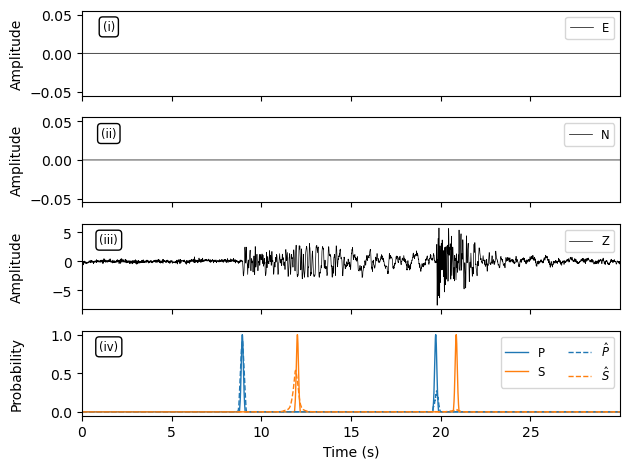 Amplitude
0.05
0.00
−0.05
(i)
E
Amplitude
0.05
0.00
−0.05
(ii)
N
Amplitude
5
0
−5
(iii)
Z
Probability
1.0
0.5
0.0
(iv)
P
S
P̂
Ŝ
0 5 10 15 20 25
Time (s)